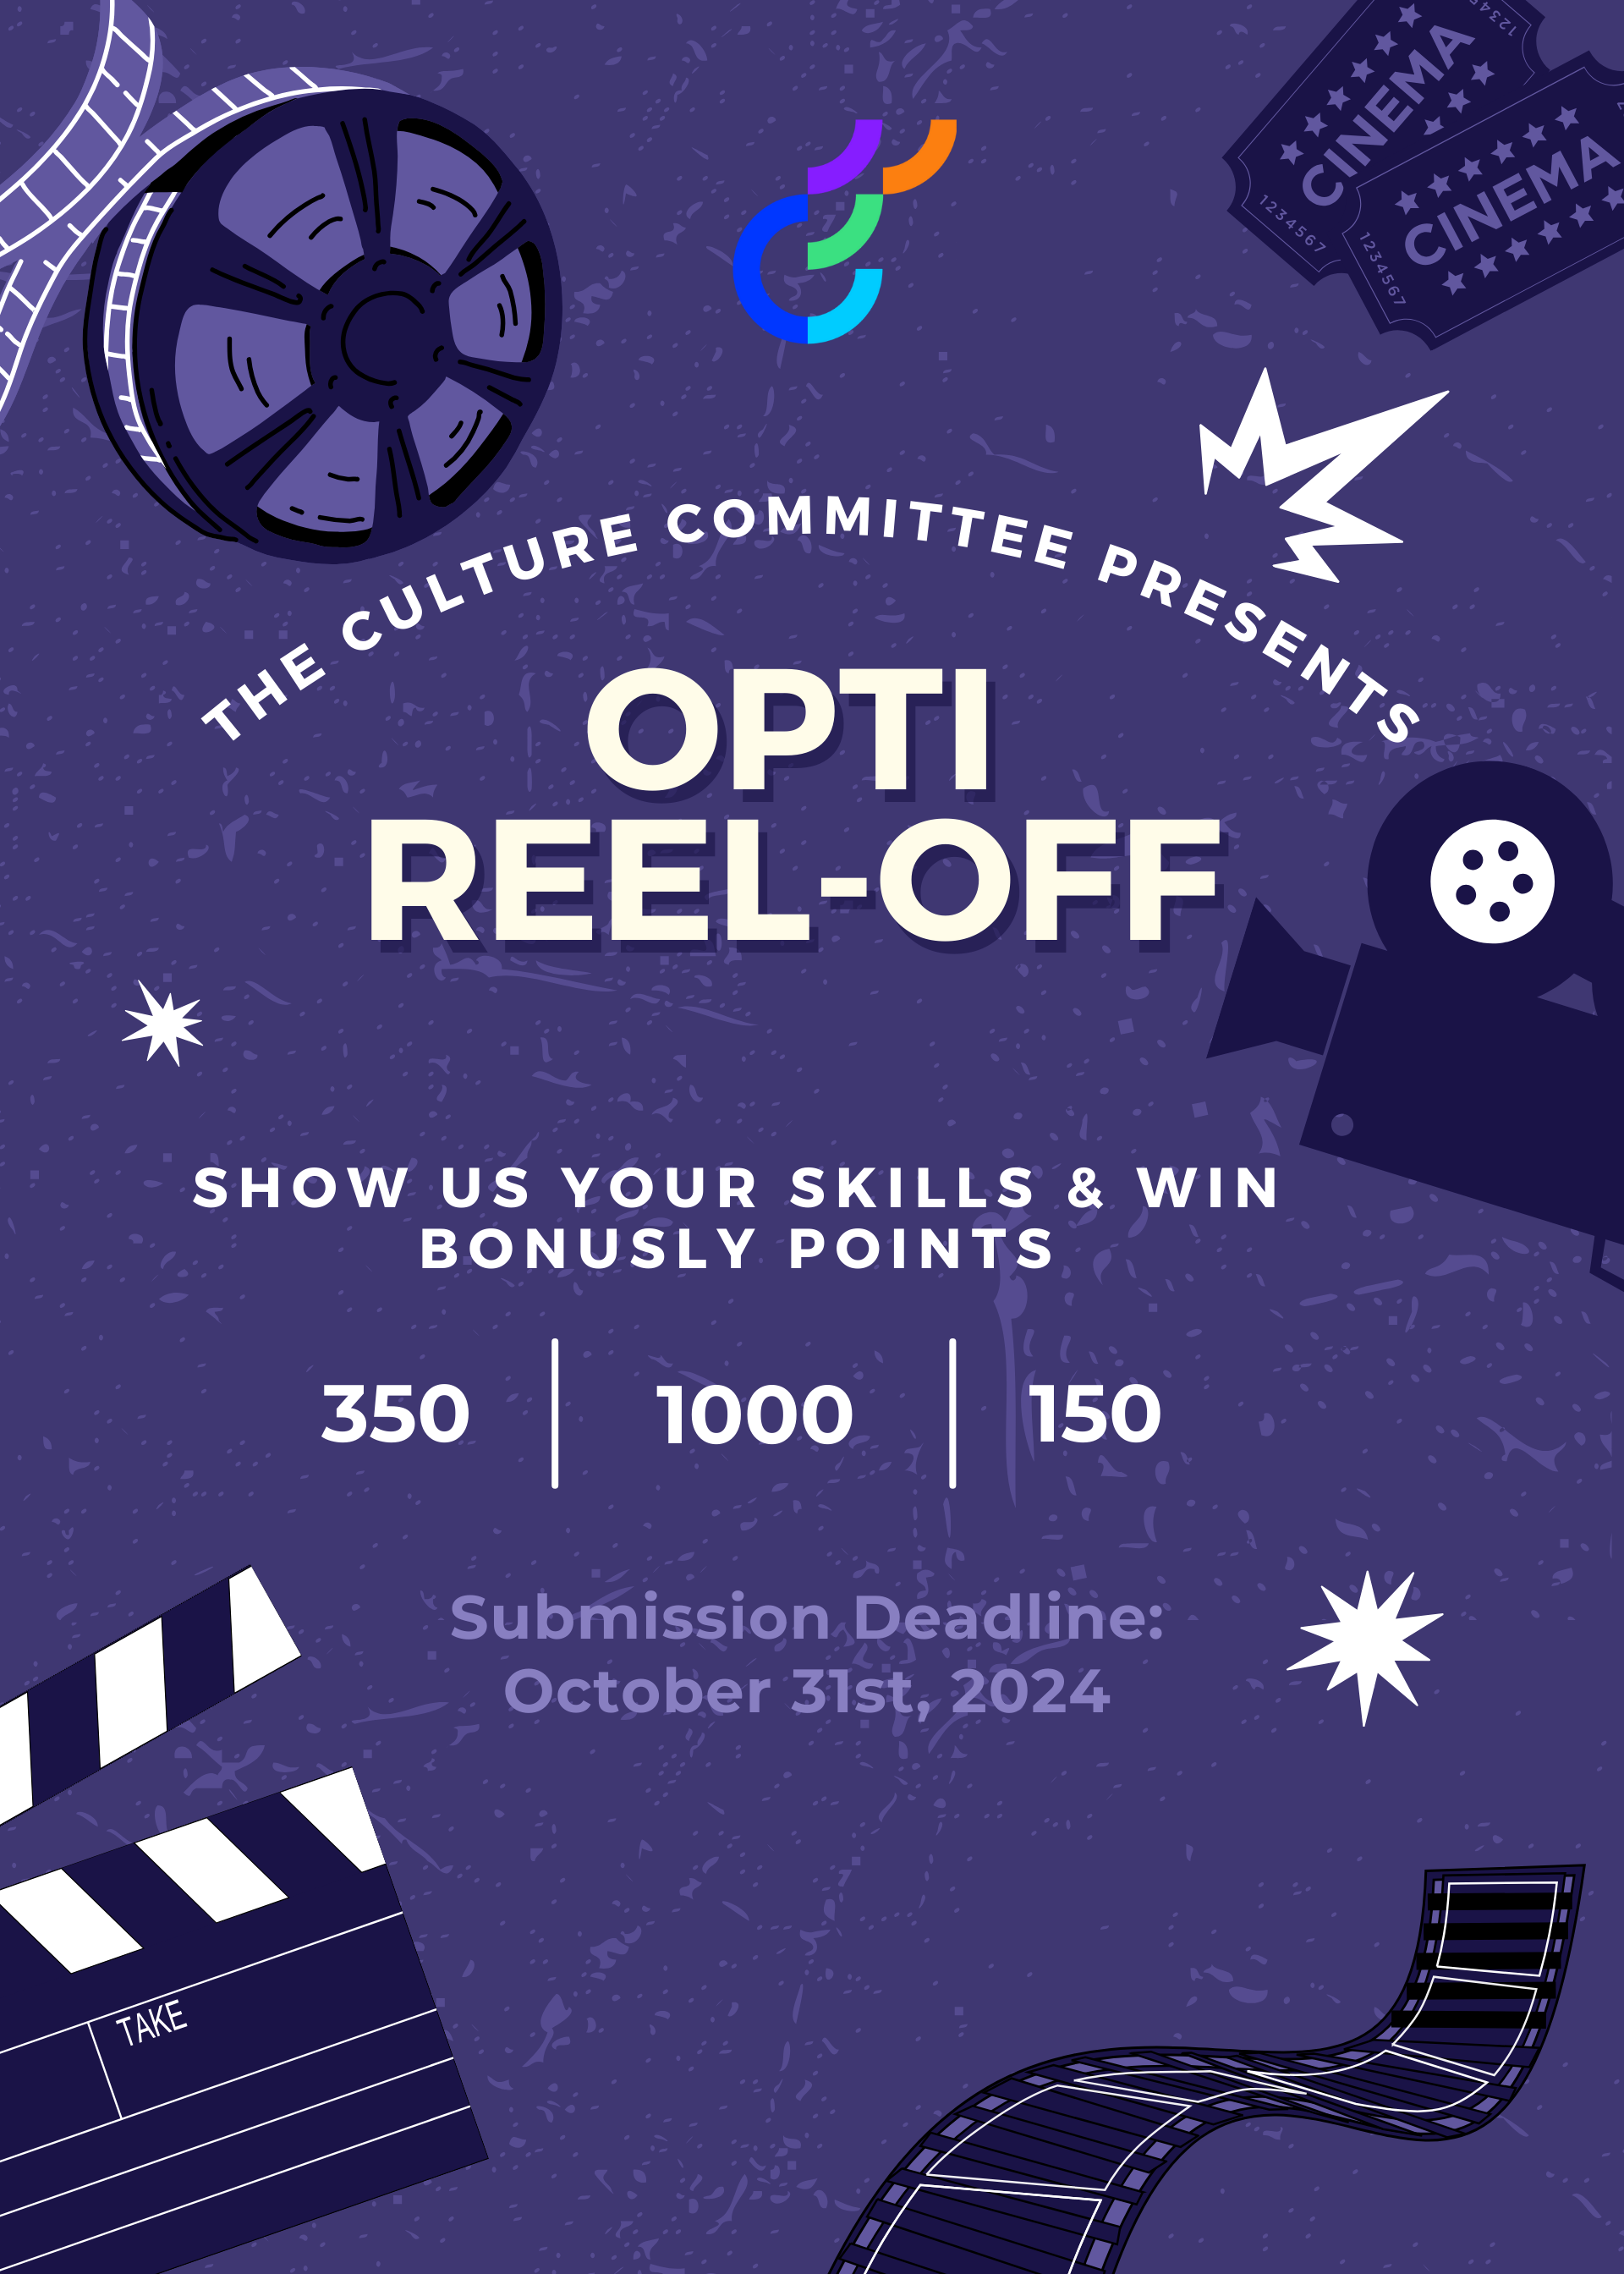 CINEMA
1234567
12345
CINEMA
1234567
THE CULTURE COMMITTEE PRESENTS
OPTI
REEL-OFF
SHOW US YOUR SKILLS & WIN
BONUSLY POINTS
350
1000
150
Submission Deadline:
October 31st, 2024
TAKE